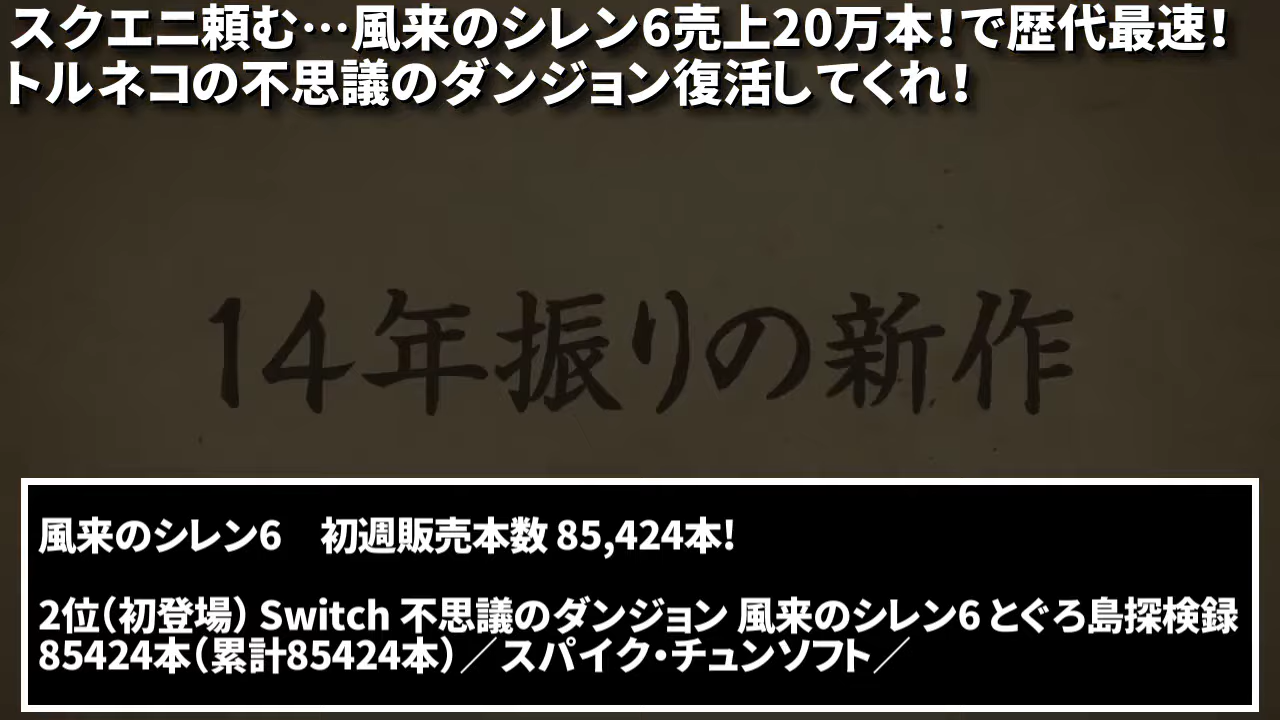 スクエニ頼む…風来のシレン6売上20万本!で歴代最速!
トルネコの不思議のダンジョン復活してくれ!
14年振りの新作
風来のシレン6　初週販売本数 85,424本!
2位(初登場) Switch 不思議のダンジョン 風来のシレン6 とぐろ島探検録
85424本(累計85424本)／スパイク・チュンソフト／